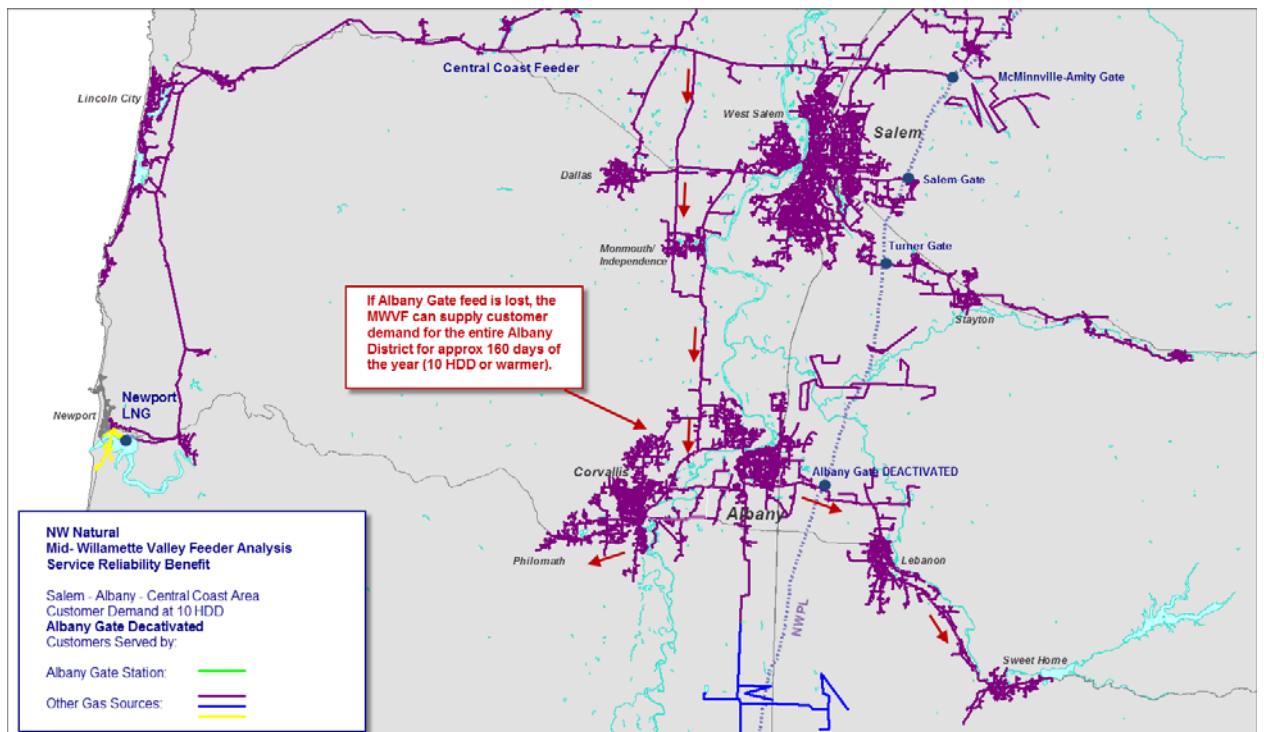 Central Coast Feeder
McMinnville-Amity Gate
Lincoln City
West Salem
Salem
Dallas
Salem Gate
Monmouth/
Independence
Turner Gate
Stayton
If Albany Gate feed is lost, the
MWVF can supply customer
demand for the entire Albany
District for approx 160 days of
the year (10 HDD or warmer).
Newport
Newport
LNG
Corvallis
Albany Gate DEACTIVATED
Albany
Philomath
Lebanon
NWPL
Sweet Home
NW Natural
Mid- Willamette Valley Feeder Analysis
Service Reliability Benefit
Salem - Albany - Central Coast Area
Customer Demand at 10 HDD
Albany Gate Decativated
Customers Served by:
Albany Gate Station:
Other Gas Sources: